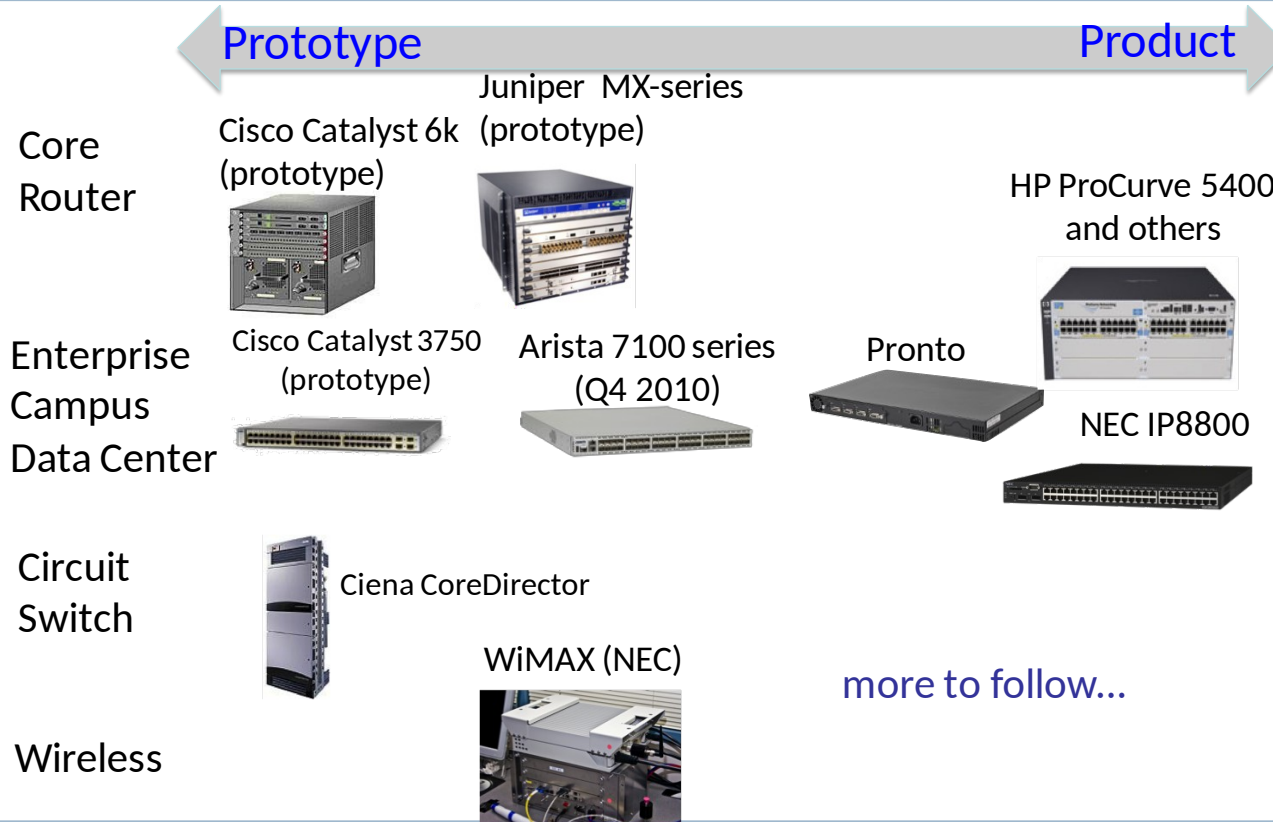 Prototype
Product
Juniper MX-series
(prototype)
Cisco Catalyst 6k
(prototype)
Core
Router
HP ProCurve 5400
and others
Cisco Catalyst 3750
(prototype)
Arista 7100 series
(Q4 2010)
Pronto
Enterprise
Campus
Data Center
NEC IP8800
Circuit
Switch
Ciena CoreDirector
WiMAX (NEC)
more to follow...
Wireless